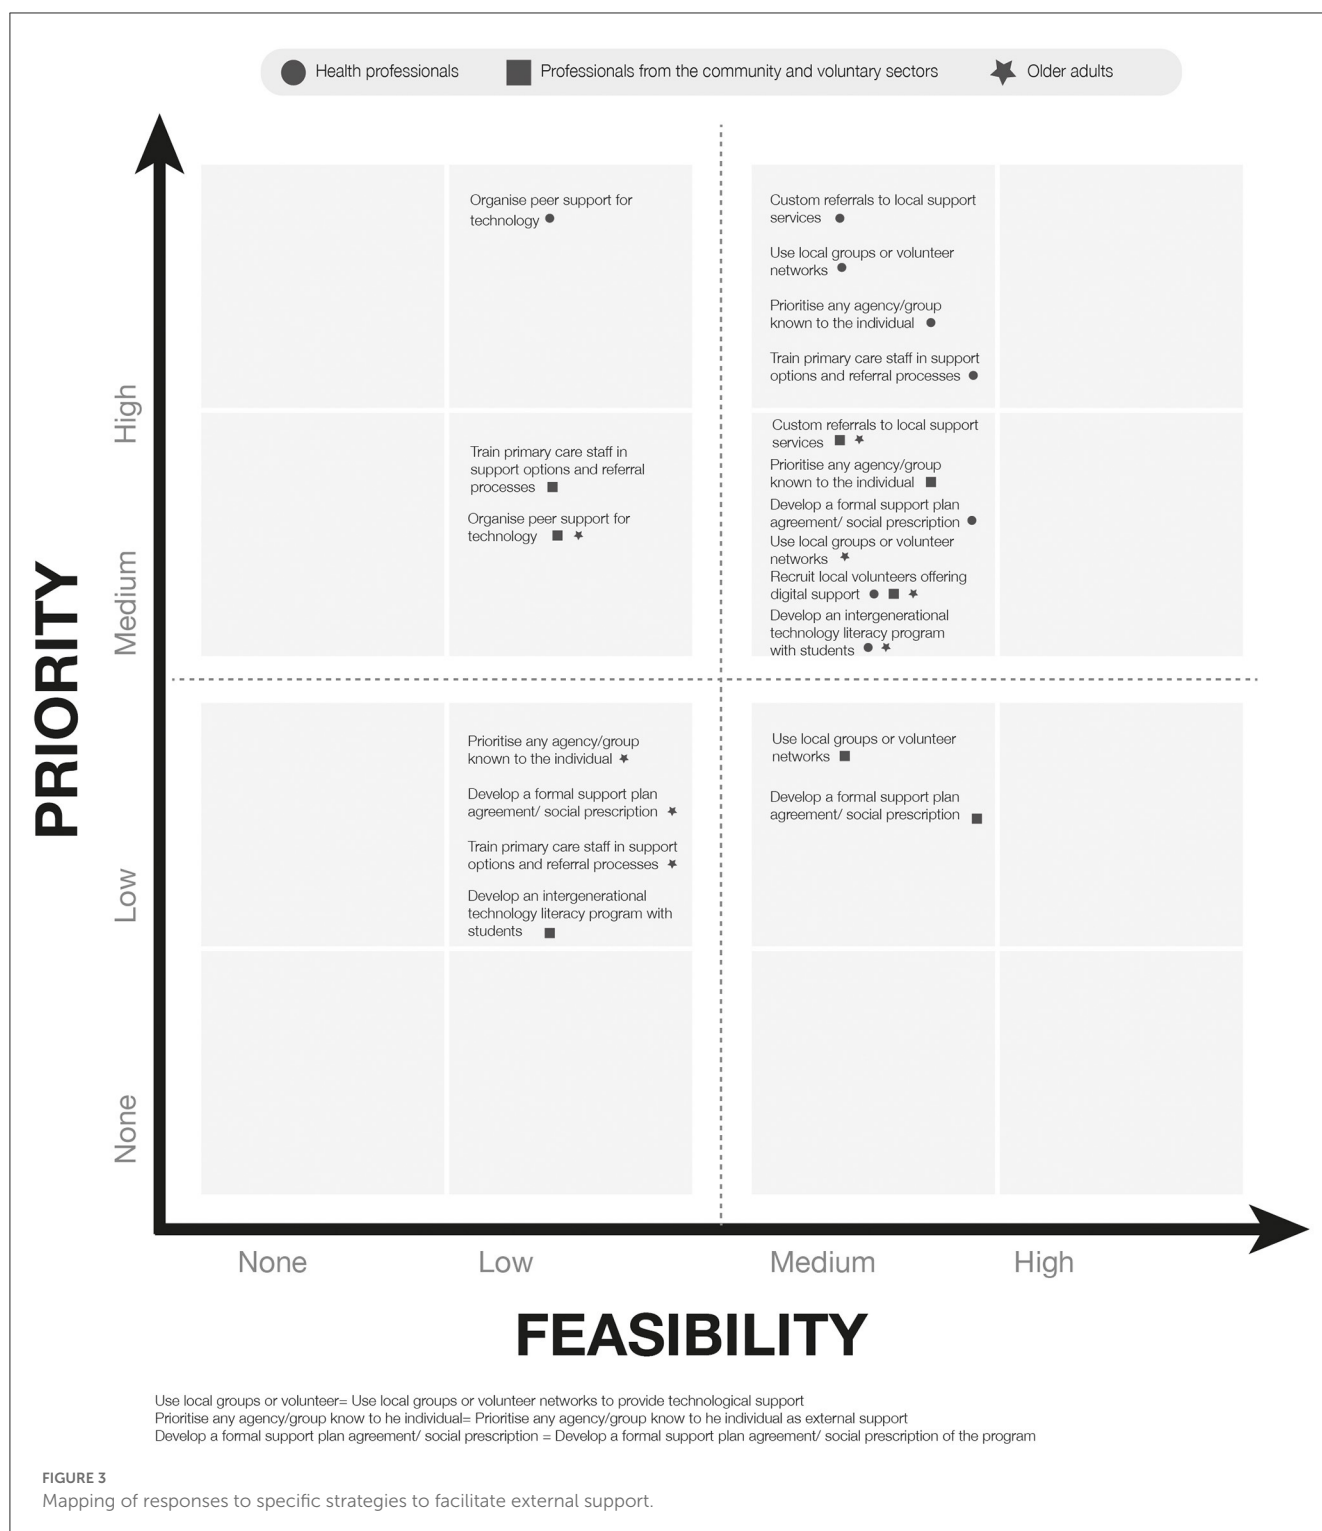 Health professionals
Professionals from the community and voluntary sectors
Older adults
PRIORITY
High
Medium
Low
None
Organise peer support for
technology
Custom referrals to local support
services
Use local groups or volunteer
networks
Prioritise any agency/group
known to the individual
Train primary care staff in support
options and referral processes
Train primary care staff in
support options and referral
processes
Organise peer support for
technology
Custom referrals to local support
services
Prioritise any agency/group
known to the individual
Develop a formal support plan
agreement/ social prescription
Use local groups or volunteer
networks
Recruit local volunteers offering
digital support
Develop an intergenerational
technology literacy program
with students
Prioritise any agency/group
known to the individual
Develop a formal support plan
agreement/ social prescription
Train primary care staff in support
options and referral processes
Develop an intergenerational
technology literacy program with
students
Use local groups or volunteer
networks
Develop a formal support plan
agreement/ social prescription
None
Low
Medium
High
FEASIBILITY
Use local groups or volunteer= Use local groups or volunteer networks to provide technological support
Prioritise any agency/group know to he individual= Prioritise any agency/group know to he individual as external support
Develop a formal support plan agreement/ social prescription = Develop a formal support plan agreement/ social prescription of the program
FIGURE 3
Mapping of responses to specific strategies to facilitate external support.